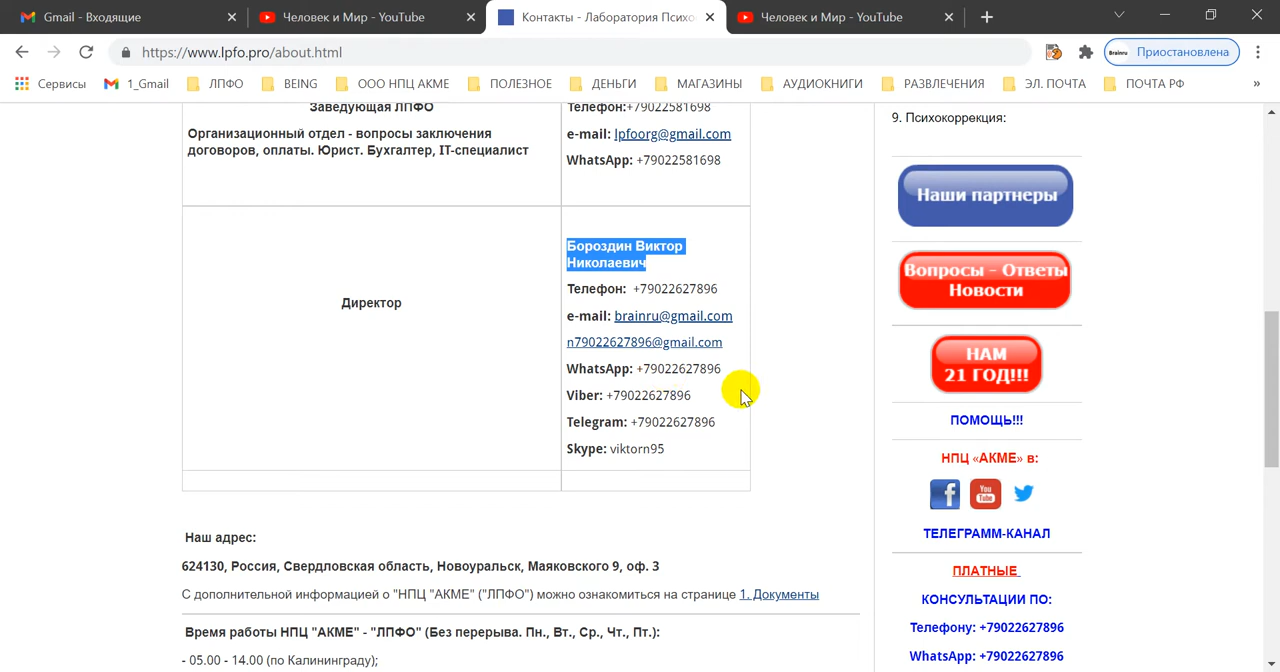 Gmail - Входящие
Человек и Мир - YouTube
Контакты - Лаборатория Психо
Человек и Мир - YouTube
https://www.lpfo.pro/about.html
Brainru Приостановлена
Сервисы
1_Gmail
ЛПФО
BEING
ООО НПЦ АКМЕ
ПОЛЕЗНОЕ
ДЕНЬГИ
МАГАЗИНЫ
АУДИОКНИГИ
РАЗВЛЕЧЕНИЯ
ЭЛ. ПОЧТА
ПОЧТА РФ
»
Заведующая ЛПФО
Организационный отдел - вопросы заключения
договоров, оплаты. Юрист. Бухгалтер, IT-специалист
Телефон:+79022581698
e-mail: lpfoorg@gmail.com
WhatsApp: +79022581698
Директор
Бороздин Виктор
Николаевич
Телефон: +79022627896
e-mail: brainru@gmail.com
n79022627896@gmail.com
WhatsApp: +79022627896
Viber: +79022627896
Telegram: +79022627896
Skype: viktorn95
Наш адрес:
624130, Россия, Свердловская область, Новоуральск, Маяковского 9, оф. 3
С дополнительной информацией о "НПЦ "АКМЕ" ("ЛПФО") можно ознакомиться на странице 1. Документы
Время работы НПЦ "АКМЕ" - "ЛПФО" (Без перерыва. Пн., Вт., Ср., Чт., Пт.):
- 05.00 - 14.00 (по Калининграду);
9. Психокоррекция:
Наши партнеры
Вопросы - Ответы
Новости
НАМ
21 ГОД!!!
ПОМОЩЬ!!!
НПЦ «АКМЕ» в:
You
Tube
ТЕЛЕГРАММ-КАНАЛ
ПЛАТНЫЕ
КОНСУЛЬТАЦИИ ПО:
Телефону: +79022627896
WhatsApp: +79022627896